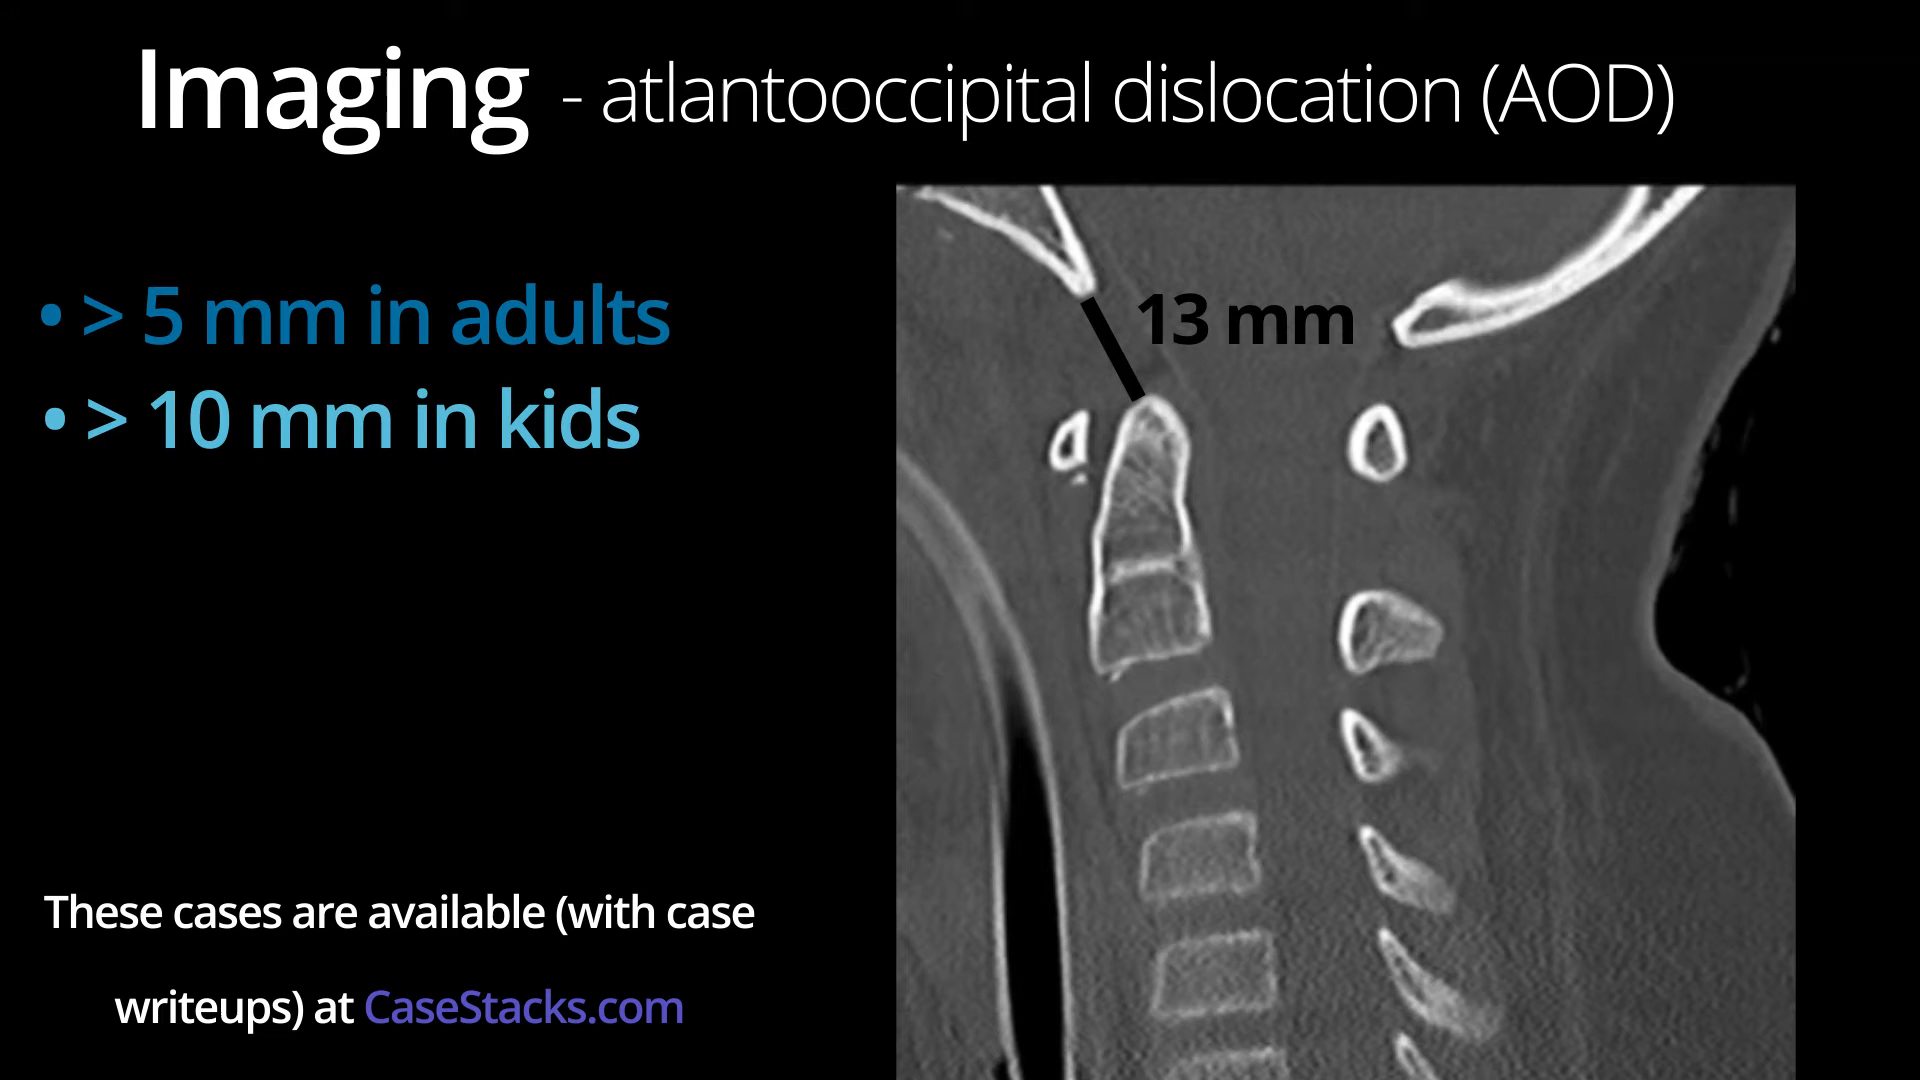 Imaging - atlantooccipital dislocation (AOD)
• > 5 mm in adults
• > 10 mm in kids
13 mm
These cases are available (with case
writeups) at CaseStacks.com